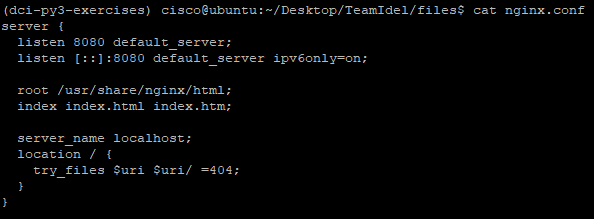 (dci-py3-exercises) cisco@ubuntu:~/Desktop/TeamIdel/files$ cat nginx.conf
server {
  listen 8080 default_server;
  listen [::]:8080 default_server ipv6only=on;

  root /usr/share/nginx/html;
  index index.html index.htm;

  server_name localhost;
  location / {
    try_files $uri $uri/ =404;
  }
}